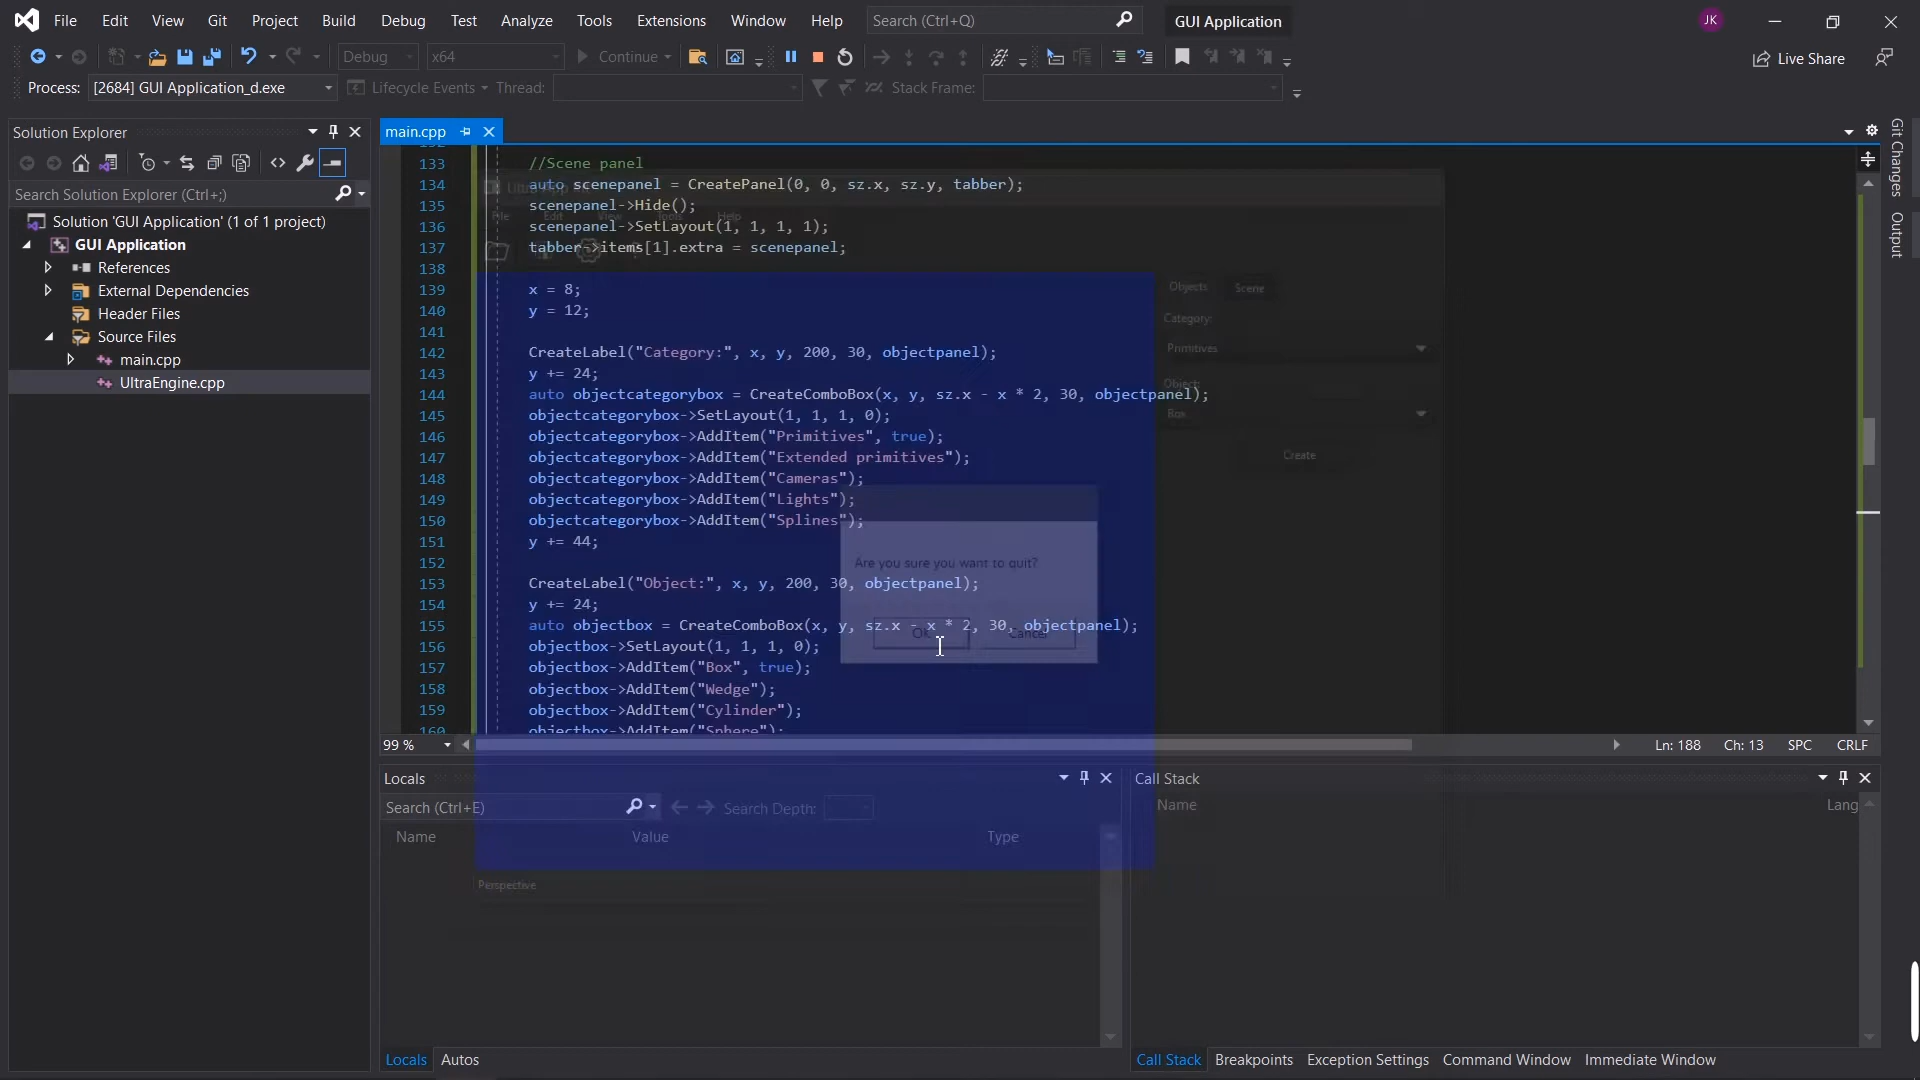 File Edit View Git Project Build Debug Test Analyze Tools Extensions Window Help Search (Ctrl+Q) GUI Application JK
Debug x64 Continue Live Share
Process: [2684] GUI Application_d.exe Lifecycle Events Thread: Stack Frame:
Solution Explorer
Search Solution Explorer (Ctrl+;)
Solution 'GUI Application' (1 of 1 project)
GUI Application
References
External Dependencies
Header Files
Source Files
main.cpp
UltraEngine.cpp
main.cpp
133 //Scene panel
134 auto scenepanel = CreatePanel(0, 0, sz.x, sz.y, tabber);
135 scenepanel->Hide();
136 scenepanel->SetLayout(1, 1, 1, 1);
137 tabber->items[1].extra = scenepanel;
138
139 x = 8;
140 y = 12;
141
142 CreateLabel("Category:", x, y, 200, 30, objectpanel);
143 y += 24;
144 auto objectcategorybox = CreateComboBox(x, y, sz.x - x * 2, 30, objectpanel);
145 objectcategorybox->SetLayout(1, 1, 1, 0);
146 objectcategorybox->AddItem("Primitives", true);
147 objectcategorybox->AddItem("Extended primitives");
148 objectcategorybox->AddItem("Cameras");
149 objectcategorybox->AddItem("Lights");
150 objectcategorybox->AddItem("Splines");
151 y += 44;
152
153 CreateLabel("Object:", x, y, 200, 30, objectpanel);
154 y += 24;
155 auto objectbox = CreateComboBox(x, y, sz.x - x * 2, 30, objectpanel);
156 objectbox->SetLayout(1, 1, 1, 0);
157 objectbox->AddItem("Box", true);
158 objectbox->AddItem("Wedge");
159 objectbox->AddItem("Cylinder");
160 objectbox->AddItem("Sphere");
File Edit View Tools Help
Objects Scene
Category:
Primitives
Object:
Box
Create
Are you sure you want to quit?
OK Cancel
Perspective
99 % Ln: 188 Ch: 13 SPC CRLF
Locals
Search (Ctrl+E) Search Depth:
Name Value Type
Locals Autos
Call Stack
Name Lang
Call Stack Breakpoints Exception Settings Command Window Immediate Window
Git Changes
Output